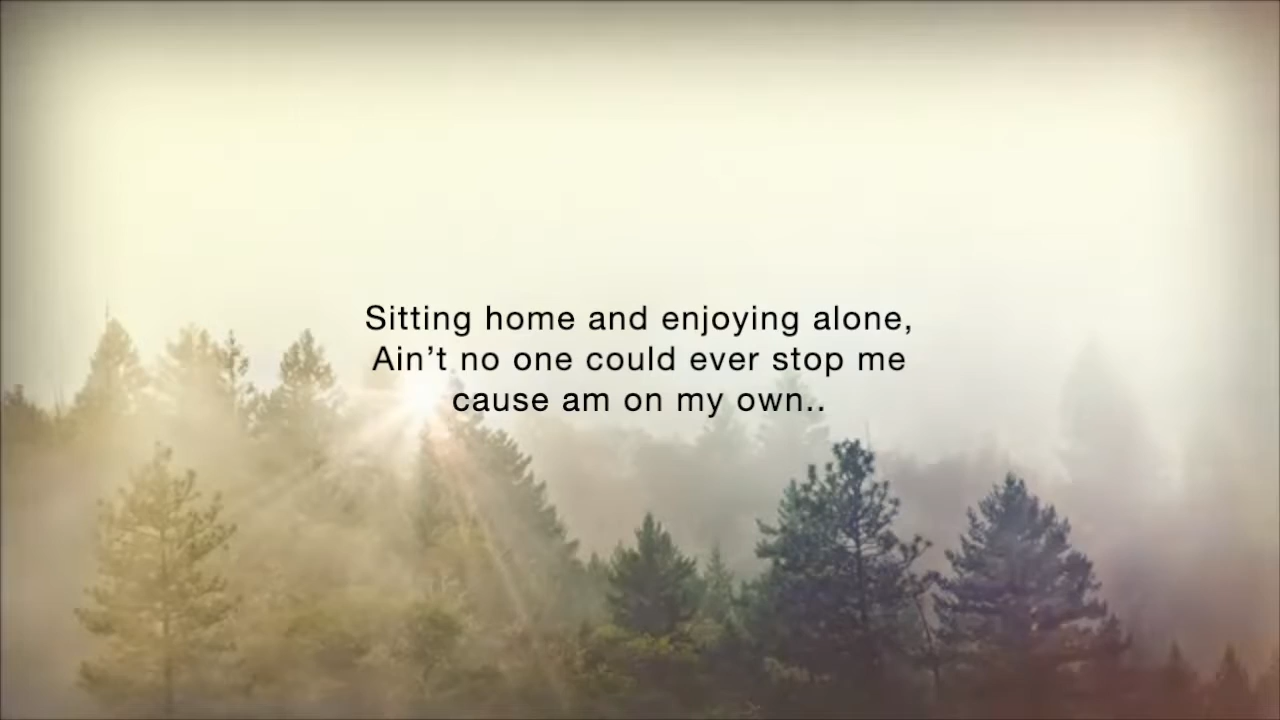 Sitting home and enjoying alone,
Ain’t no one could ever stop me
cause am on my own..